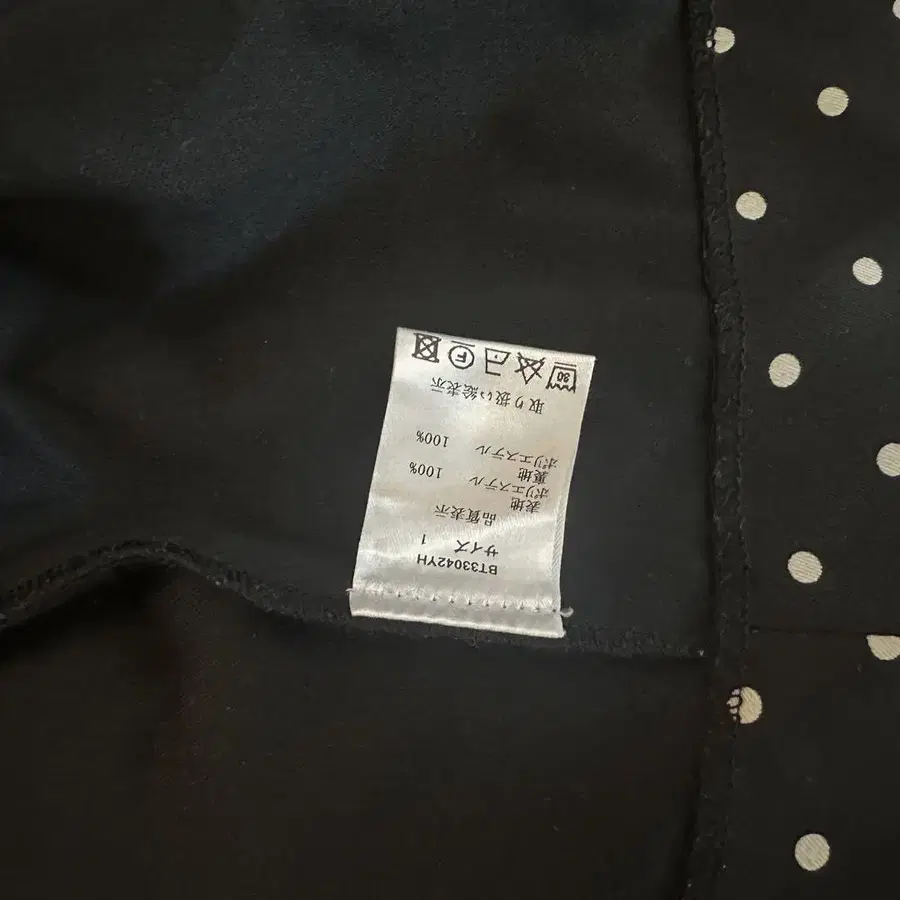 BT33042YH
サイズ 1
品質表示
表地
ポリエステル 100%
裏地
ポリエステル 100%
取り扱い絵表示
30
F